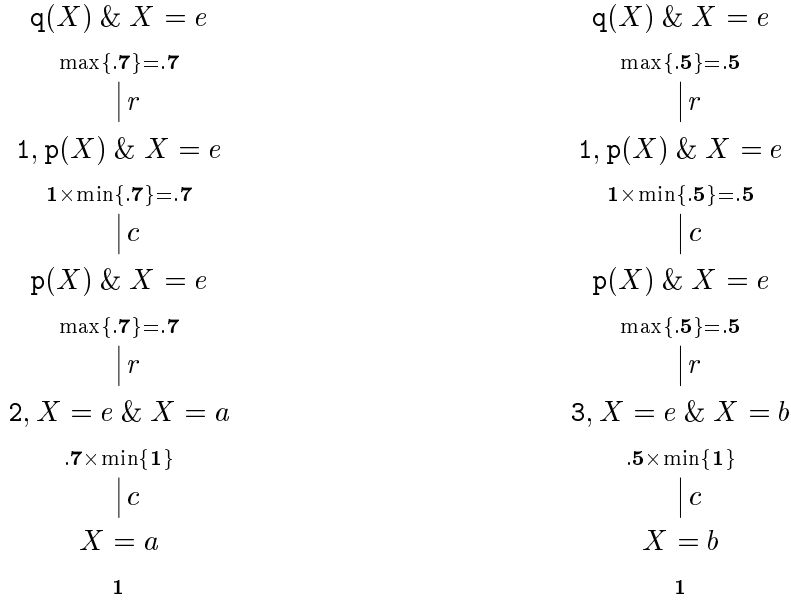 q(X) & X = e
max{.7}=.7
r
1, p(X) & X = e
1×min{.7}=.7
c
p(X) & X = e
max{.7}=.7
r
2, X = e & X = a
.7×min{1}
c
X = a
1
q(X) & X = e
max{.5}=.5
r
1, p(X) & X = e
1×min{.5}=.5
c
p(X) & X = e
max{.5}=.5
r
3, X = e & X = b
.5×min{1}
c
X = b
1